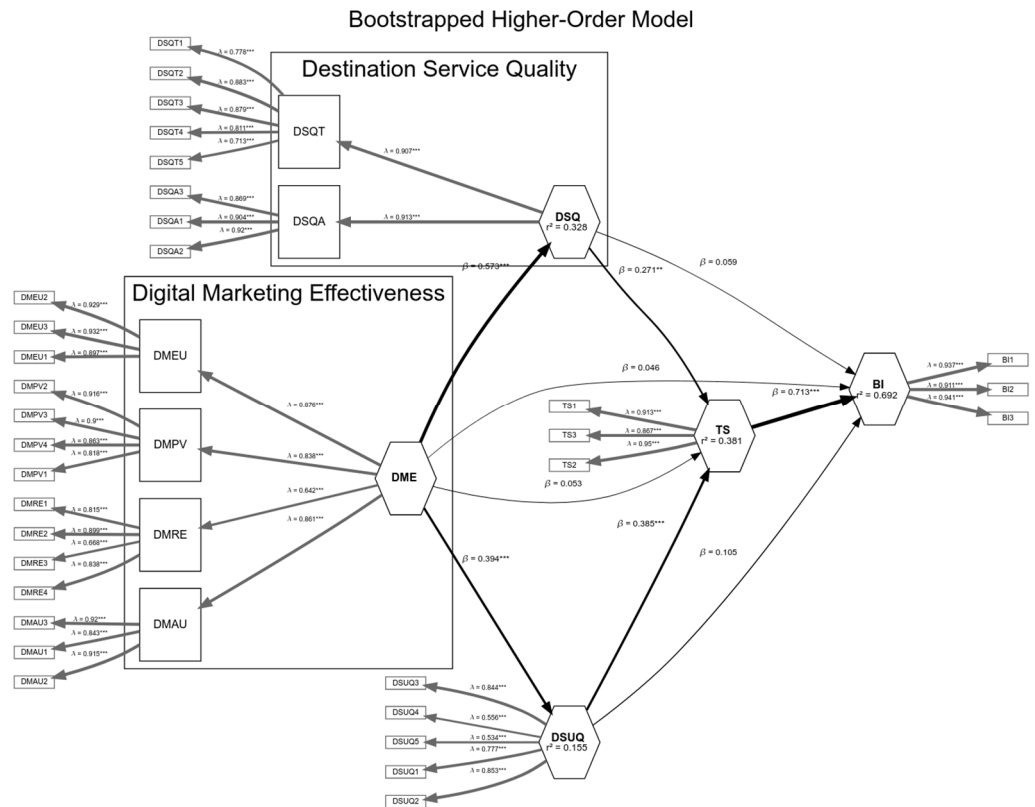 Bootstrapped Higher-Order Model
Destination Service Quality
DSQT1
λ = 0.778***
DSQT2
λ = 0.883***
DSQT3
λ = 0.879***
DSQT4
λ = 0.811***
DSQT5
λ = 0.713***
DSQT
λ = 0.907***
DSQA3
λ = 0.869***
DSQA1
λ = 0.904***
DSQA2
λ = 0.92***
DSQA
λ = 0.913***
DSQ
r² = 0.328
β = 0.573***
β = 0.271**
β = 0.059
Digital Marketing Effectiveness
DMEU2
λ = 0.929***
DMEU3
λ = 0.932***
DMEU1
λ = 0.897***
DMEU
λ = 0.876***
DMPV2
λ = 0.916***
DMPV3
λ = 0.9***
DMPV4
λ = 0.863***
DMPV1
λ = 0.818***
DMPV
λ = 0.838***
DMRE1
λ = 0.815***
DMRE2
λ = 0.899***
DMRE3
λ = 0.668***
DMRE4
λ = 0.838***
DMRE
λ = 0.642***
DMAU3
λ = 0.92***
DMAU1
λ = 0.843***
DMAU2
λ = 0.915***
DMAU
λ = 0.861***
DME
β = 0.046
β = 0.053
β = 0.394***
TS1
λ = 0.913***
TS3
λ = 0.867***
TS2
λ = 0.95***
TS
r² = 0.381
β = 0.713***
BI
r² = 0.692
λ = 0.937***
BI1
λ = 0.911***
BI2
λ = 0.941***
BI3
β = 0.385***
β = 0.105
DSUQ3
λ = 0.844***
DSUQ4
λ = 0.556***
DSUQ5
λ = 0.534***
DSUQ1
λ = 0.777***
DSUQ2
λ = 0.853***
DSUQ
r² = 0.155